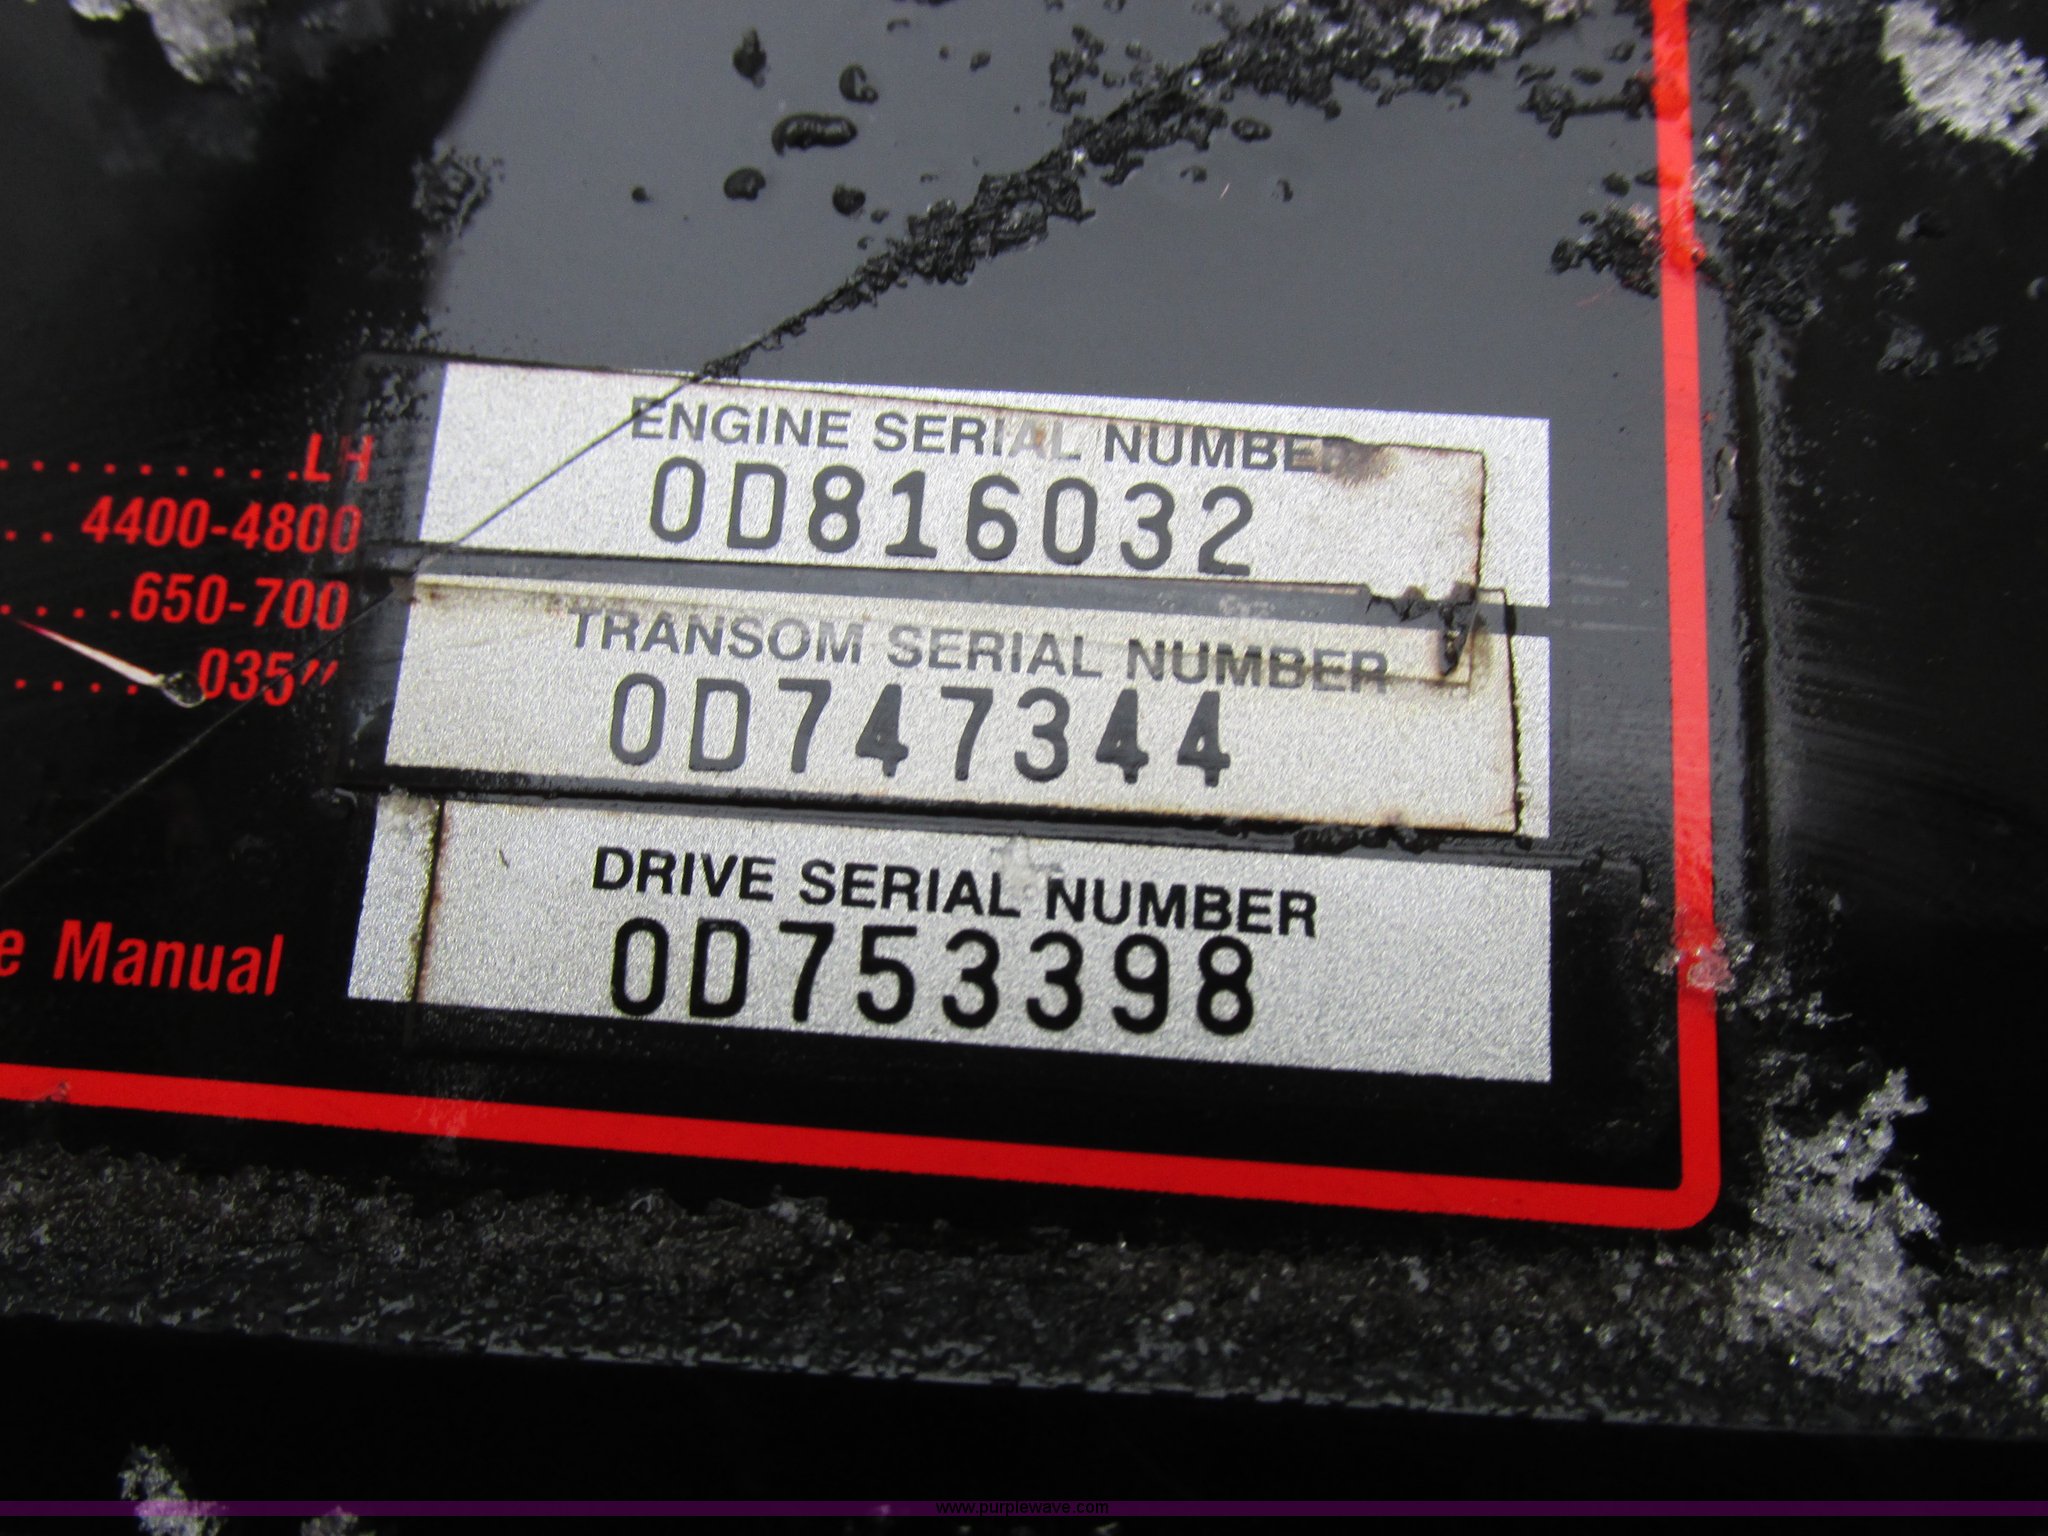 .........LH
.. 4400-4800
....650-700
.....035"
e Manual
ENGINE SERIAL NUMBER
0D816032
TRANSOM SERIAL NUMBER
0D747344
DRIVE SERIAL NUMBER
0D753398
www.purplewave.com